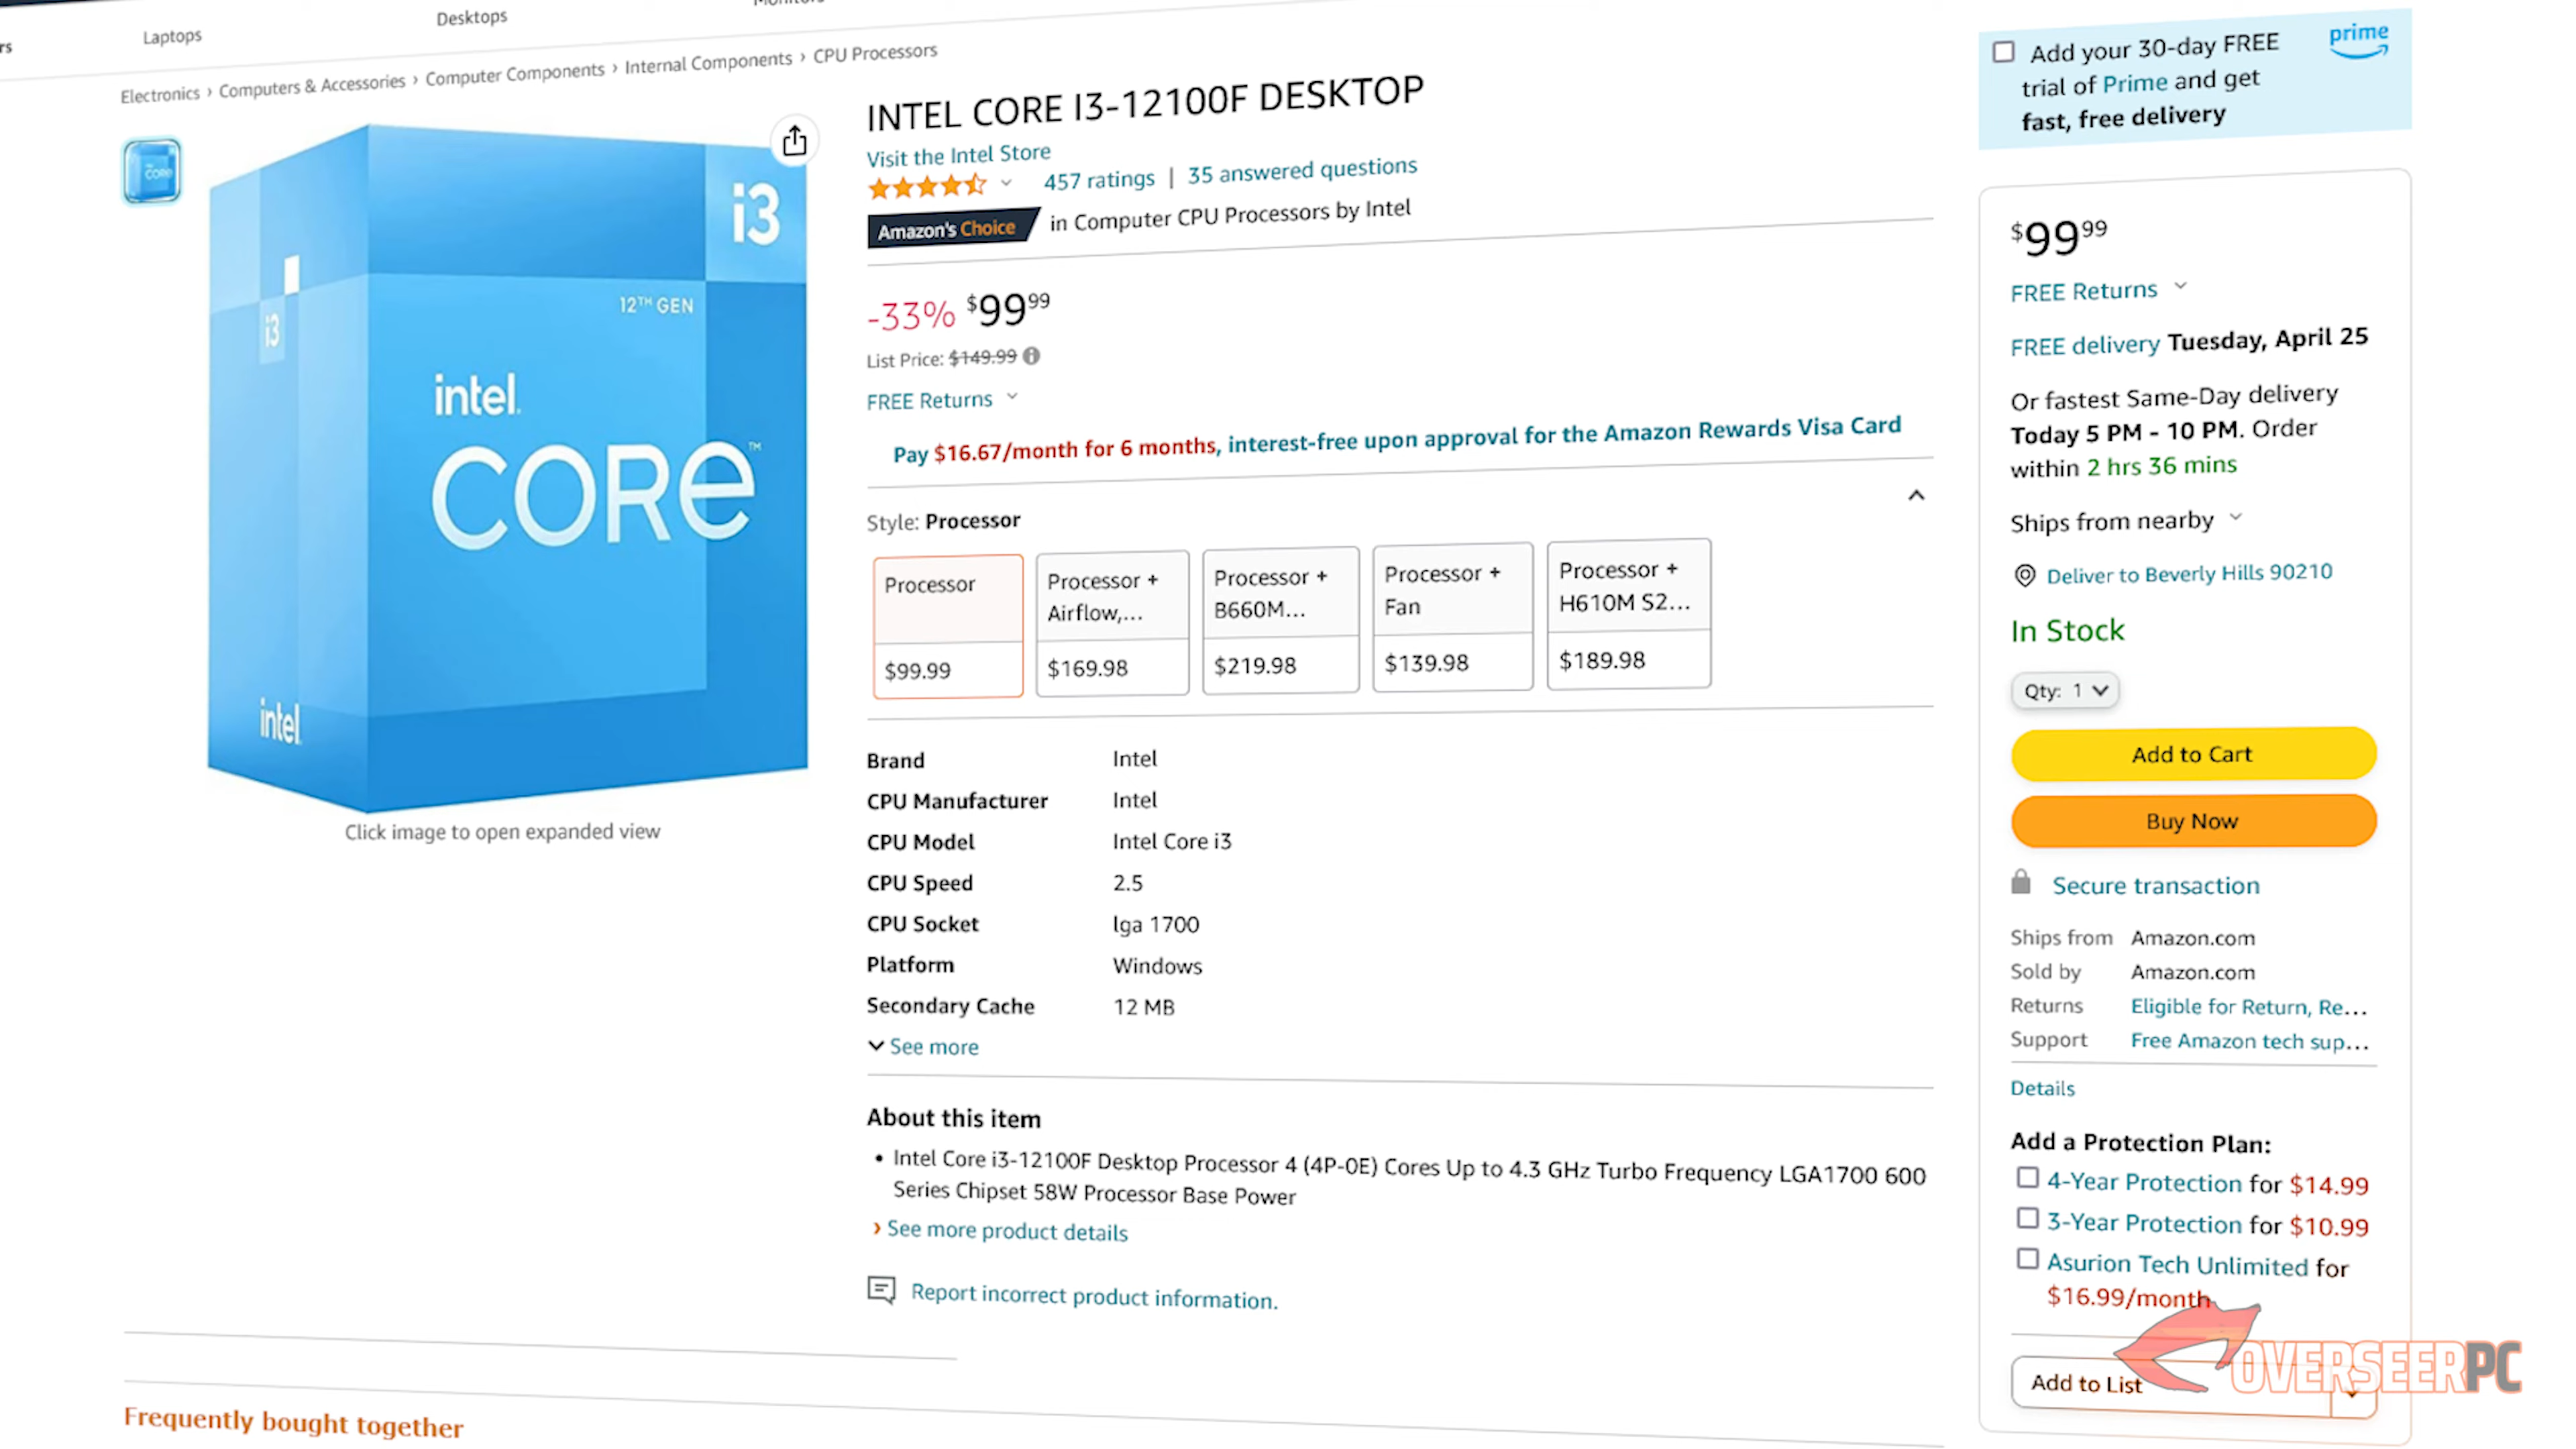 rs
Laptops
Desktops
Electronics › Computers & Accessories › Computer Components › Internal Components › CPU Processors
i3
12TH GEN
intel.
CORE™
i3
intel.
CORE
Click image to open expanded view
INTEL CORE I3-12100F DESKTOP
Visit the Intel Store
457 ratings | 35 answered questions
Amazon's Choice in Computer CPU Processors by Intel
-33% $99 99
List Price: $149.99
FREE Returns
Pay $16.67/month for 6 months, interest-free upon approval for the Amazon Rewards Visa Card
Style: Processor
Processor
$99.99
Processor +
Airflow,...
$169.98
Processor +
B660M...
$219.98
Processor +
Fan
$139.98
Processor +
H610M S2...
$189.98
Brand Intel
CPU Manufacturer Intel
CPU Model Intel Core i3
CPU Speed 2.5
CPU Socket lga 1700
Platform Windows
Secondary Cache 12 MB
See more
About this item
• Intel Core i3-12100F Desktop Processor 4 (4P-0E) Cores Up to 4.3 GHz Turbo Frequency LGA1700 600
Series Chipset 58W Processor Base Power
› See more product details
Report incorrect product information.
Frequently bought together
Add your 30-day FREE
trial of Prime and get
fast, free delivery
prime
$99 99
FREE Returns
FREE delivery Tuesday, April 25
Or fastest Same-Day delivery
Today 5 PM - 10 PM. Order
within 2 hrs 36 mins
Ships from nearby
Deliver to Beverly Hills 90210
In Stock
Qty: 1
Add to Cart
Buy Now
Secure transaction
Ships from Amazon.com
Sold by Amazon.com
Returns Eligible for Return, Re...
Support Free Amazon tech sup...
Details
Add a Protection Plan:
4-Year Protection for $14.99
3-Year Protection for $10.99
Asurion Tech Unlimited for
$16.99/month
Add to List
OVERSEERPC